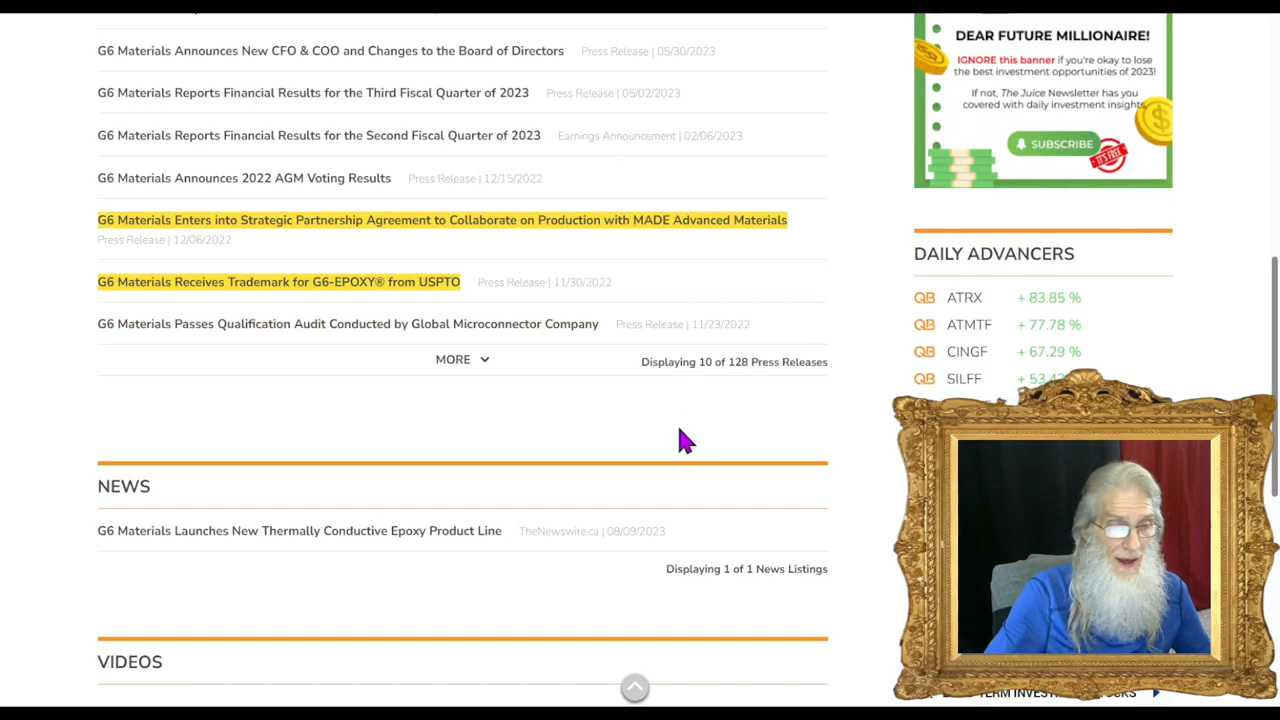 G6 Materials Announces New CFO & COO and Changes to the Board of Directors Press Release | 05/30/2023
G6 Materials Reports Financial Results for the Third Fiscal Quarter of 2023 Press Release | 05/02/2023
G6 Materials Reports Financial Results for the Second Fiscal Quarter of 2023 Earnings Announcement | 02/06/2023
G6 Materials Announces 2022 AGM Voting Results Press Release | 12/15/2022
G6 Materials Enters into Strategic Partnership Agreement to Collaborate on Production with MADE Advanced Materials
Press Release | 12/06/2022
G6 Materials Receives Trademark for G6-EPOXY® from USPTO Press Release | 11/30/2022
G6 Materials Passes Qualification Audit Conducted by Global Microconnector Company Press Release | 11/23/2022
MORE
Displaying 10 of 128 Press Releases
NEWS
G6 Materials Launches New Thermally Conductive Epoxy Product Line TheNewswire.ca | 08/09/2023
Displaying 1 of 1 News Listings
VIDEOS
DEAR FUTURE MILLIONAIRE!
IGNORE this banner if you're okay to lose
the best investment opportunities of 2023!
If not, The Juice Newsletter has you
covered with daily investment insights.
SUBSCRIBE
IT'S FREE
DAILY ADVANCERS
QB ATRX + 83.85 %
QB ATMTF + 77.78 %
QB CINGF + 67.29 %
QB SILFF